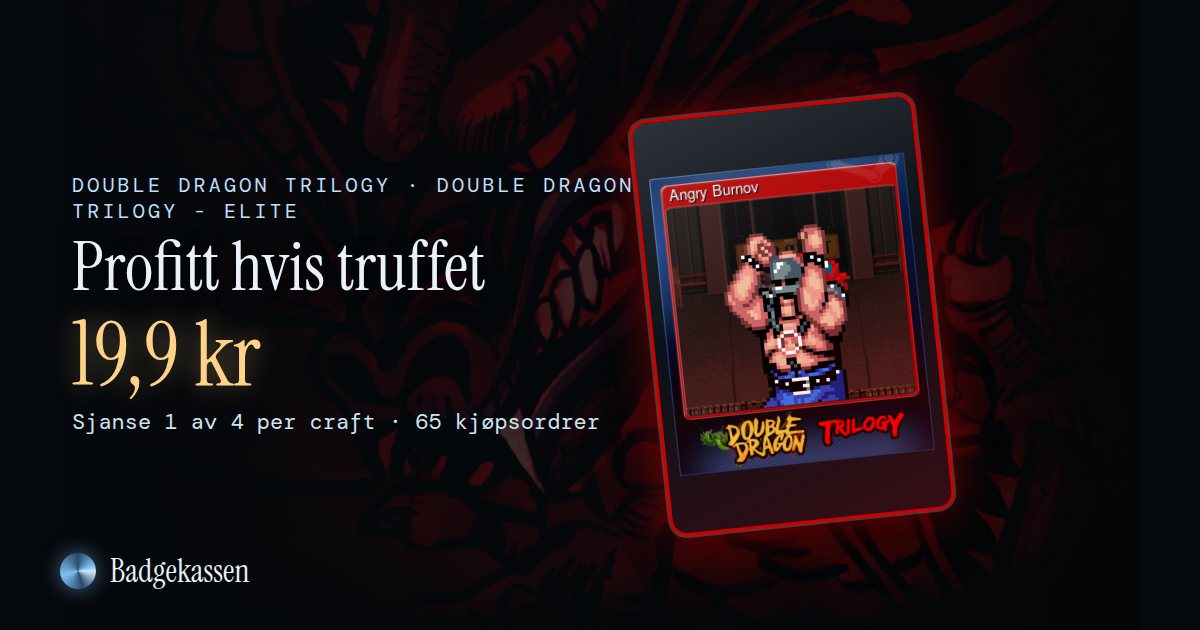 DOUBLE DRAGON TRILOGY · DOUBLE DRAGON
TRILOGY - ELITE
Profitt hvis truffet
19,9 kr
Sjanse 1 av 4 per craft · 65 kjøpsordrer
Angry Burnov
DOUBLE DRAGON TRILOGY
Badgekassen